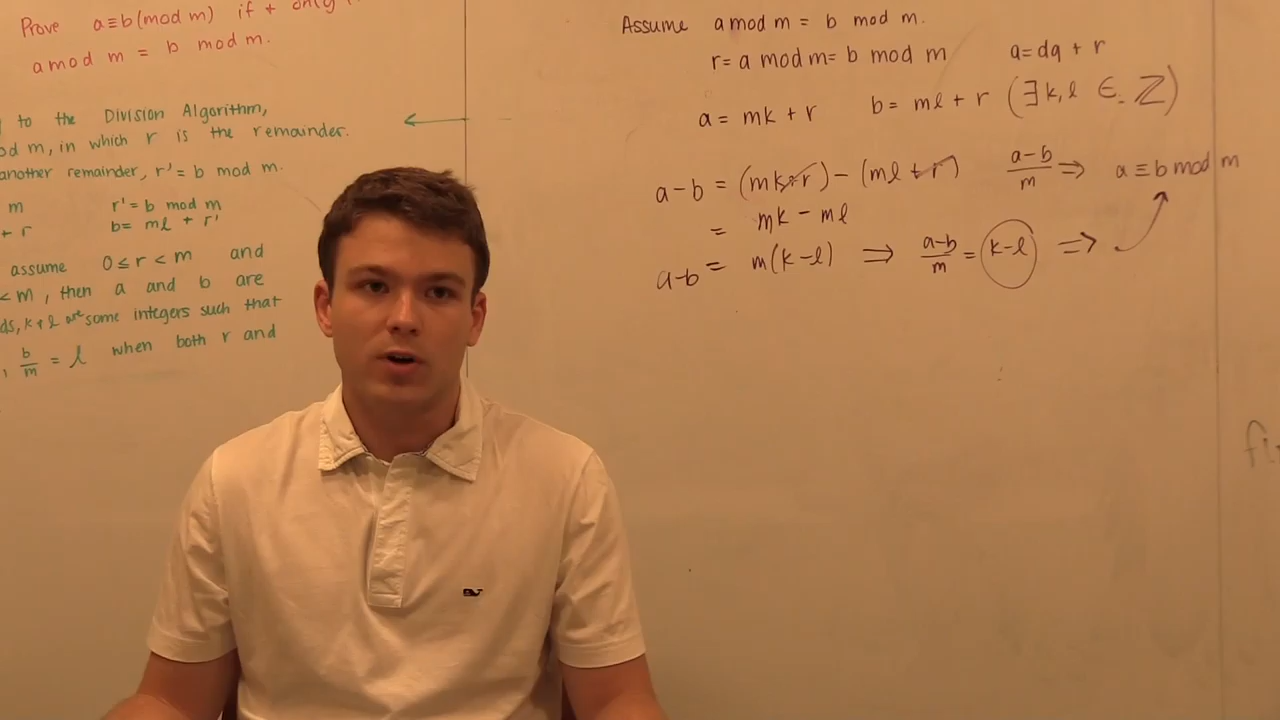 Prove a≡b(mod m) if + only
a mod m = b mod m.
to the Division Algorithm,
od m, in which r is the remainder.
another remainder, r'= b mod m.
m r'= b mod m
+ r b= ml + r'
assume 0≤r<m and
<m, then a and b are
ds, k+l are some integers such that
, b/m = l when both r and
Assume a mod m = b mod m.
r= a mod m= b mod m a=dq + r
a = mk + r b= ml + r (∃k,l ∈ ℤ)
a-b = (mk+r) - (ml+r) a-b/m ⇒ a≡b mod m
= mk - ml
a-b = m(k-l) ⇒ a-b/m = k-l ⇒